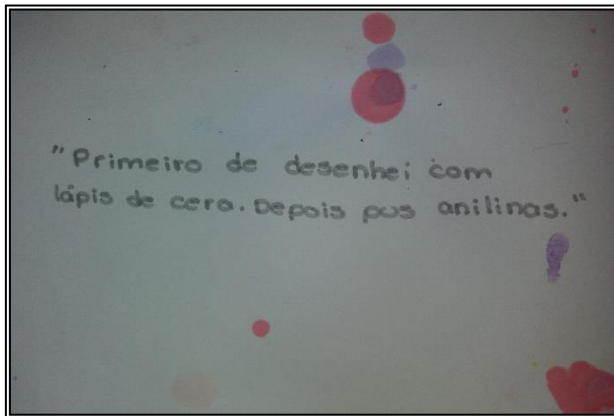 "Primeiro de desenhei com
lápis de cera. Depois pus anilinas."